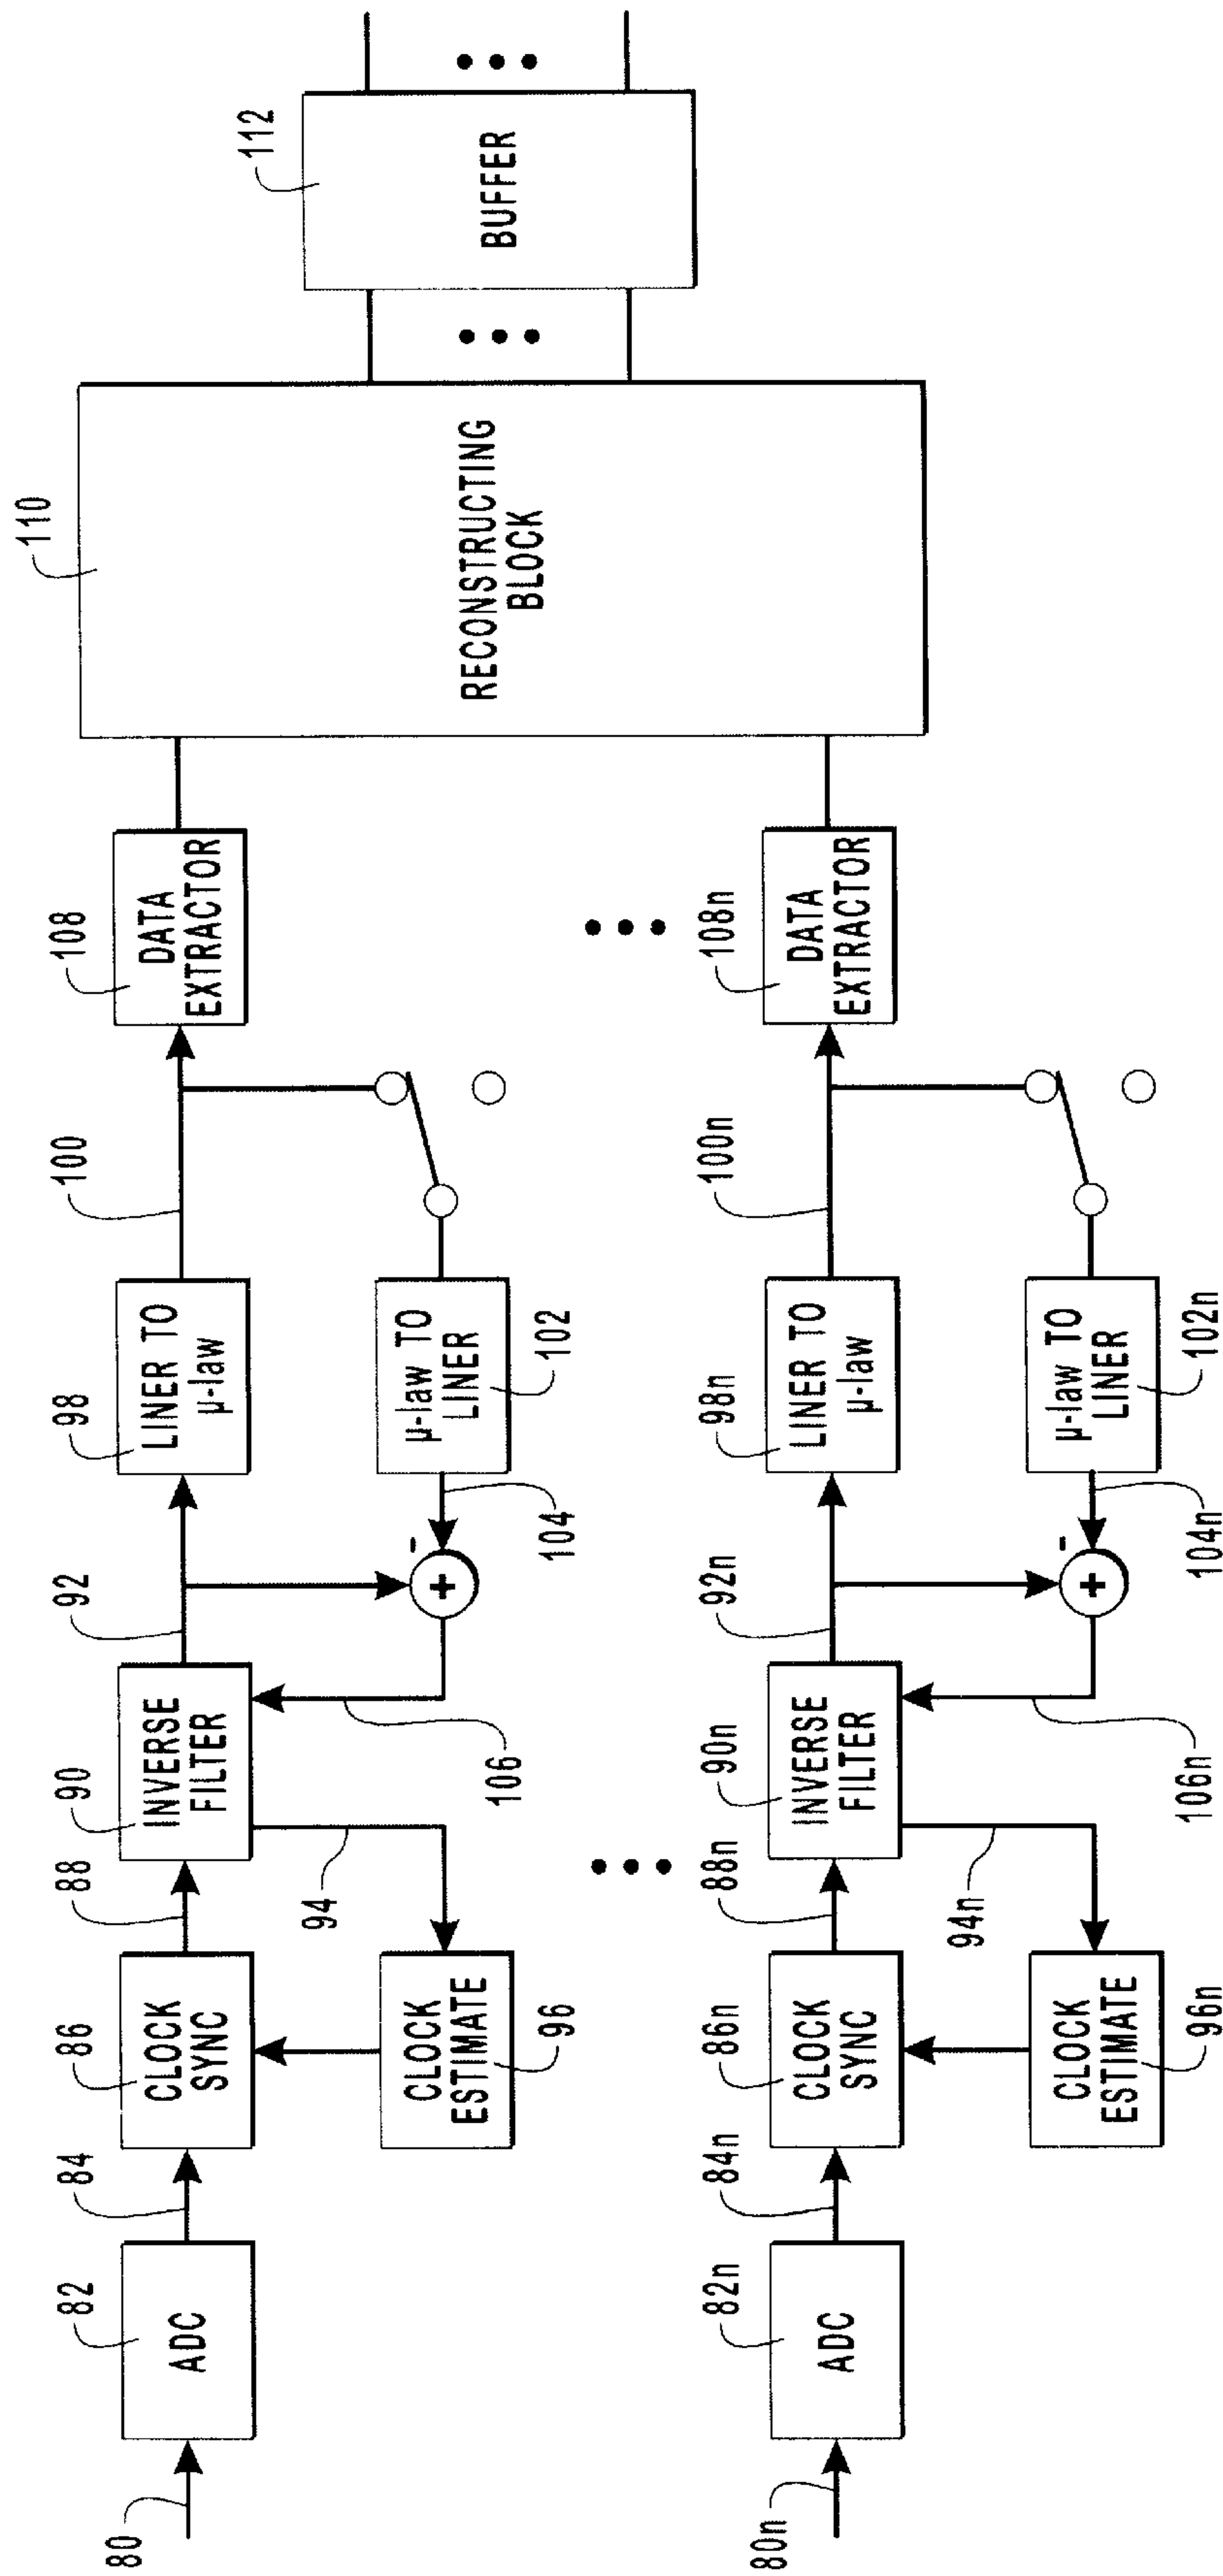 80
82
ADC
84
86
CLOCK
SYNC
88
90
INVERSE
FILTER
92
94
CLOCK
ESTIMATE
96
98
LINER TO
μ-law
100
μ-law TO
LINER
102
104
-
+
106
108
DATA
EXTRACTOR
110
RECONSTRUCTING
BLOCK
112
BUFFER
80n
82n
ADC
84n
86n
CLOCK
SYNC
88n
90n
INVERSE
FILTER
92n
94n
CLOCK
ESTIMATE
96n
98n
LINER TO
μ-law
100n
μ-law TO
LINER
102n
104n
-
+
106n
108n
DATA
EXTRACTOR